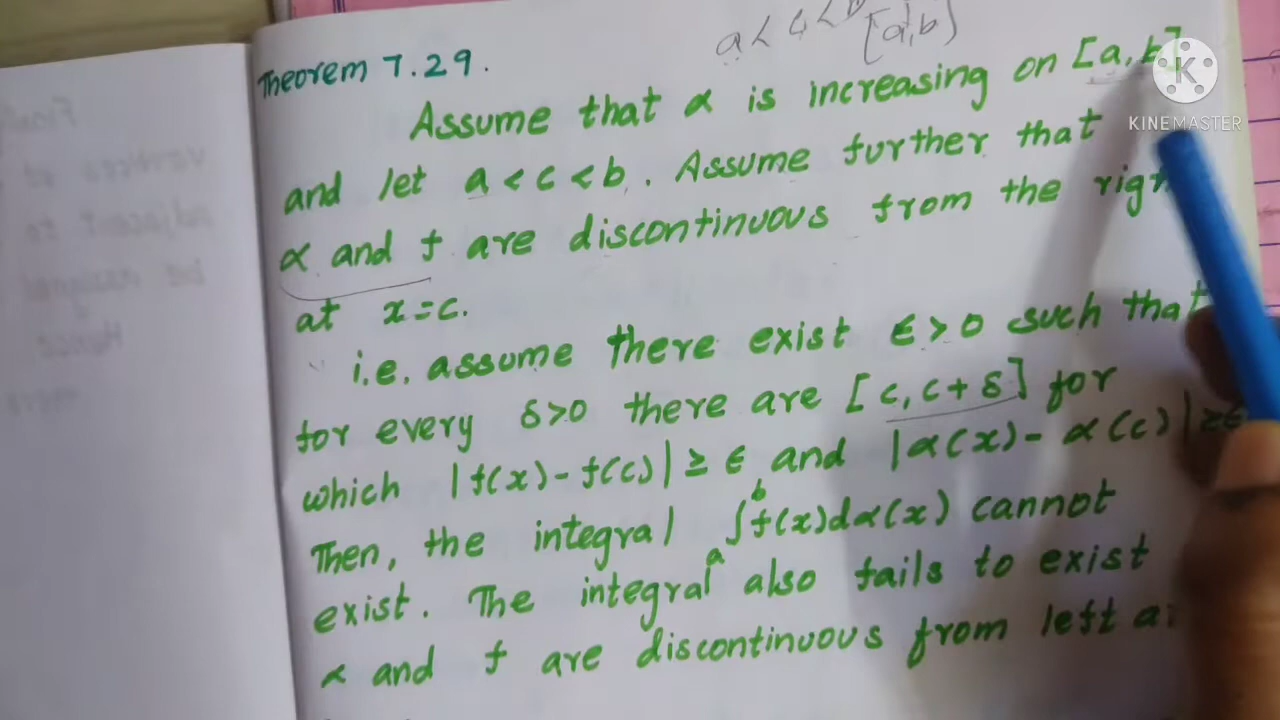 a < c < b
[a, b]
Theorem 7.29.
Assume that α is increasing on [a, b]
and let a < c < b. Assume further that
α and f are discontinuous from the right
at x = c.
i.e. assume there exist ε > 0 such that
for every δ > 0 there are [c, c + δ] for
which |f(x) - f(c)| ≥ ε and |α(x) - α(c)| ≥ ε
Then, the integral ∫ₐᵇ f(x)dα(x) cannot
exist. The integral also fails to exist
α and f are discontinuous from left
K
KINEMASTER